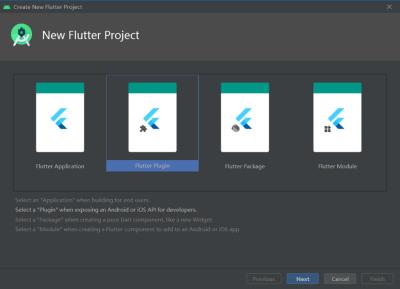 Create New Flutter Project
New Flutter Project
Flutter Application
Flutter Plugin
Flutter Package
Flutter Module
Select an "Application" when building for end users.
Select a "Plugin" when exposing an Android or iOS API for developers.
Select a "Package" when creating a pure Dart component, like a new Widget.
Select a "Module" when creating a Flutter component to add to an Android or iOS app.
Previous
Next
Cancel
Finish